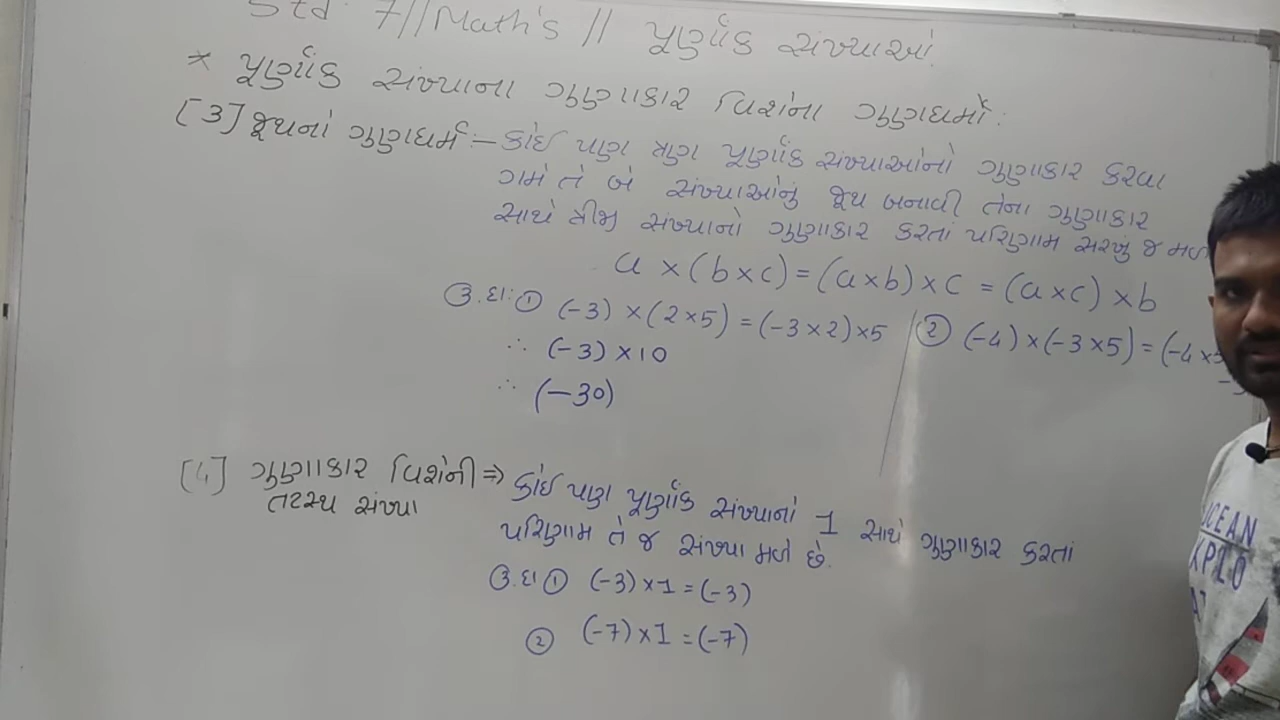 Std: 7 // Math's // પૂર્ણાંક સંખ્યાઓ.
* પૂર્ણાંક સંખ્યાના ગુણાકાર વિશેના ગુણધર્મો:
[3] જૂથનો ગુણધર્મ :- કોઈ પણ ત્રણ પૂર્ણાંક સંખ્યાઓનો ગુણાકાર કરવા
ગમે તે બે સંખ્યાઓનું જૂથ બનાવી તેના ગુણાકાર
સાથે ત્રીજી સંખ્યાનો ગુણાકાર કરતાં પરિણામ સરખું જ મળે
a × (b × c) = (a × b) × c = (a × c) × b
ઉ.દા: ① (-3) × (2 × 5) = (-3 × 2) × 5
∴ (-3) × 10
∴ (-30)
② (-4) × (-3 × 5) = (-4 ×
[4] ગુણાકાર વિશેની ⇒ કોઈ પણ પૂર્ણાંક સંખ્યાનો 1 સાથે ગુણાકાર કરતાં
તટસ્થ સંખ્યા પરિણામ તે જ સંખ્યા મળે છે.
ઉ.દા ① (-3) × 1 = (-3)
② (-7) × 1 = (-7)
OCEAN